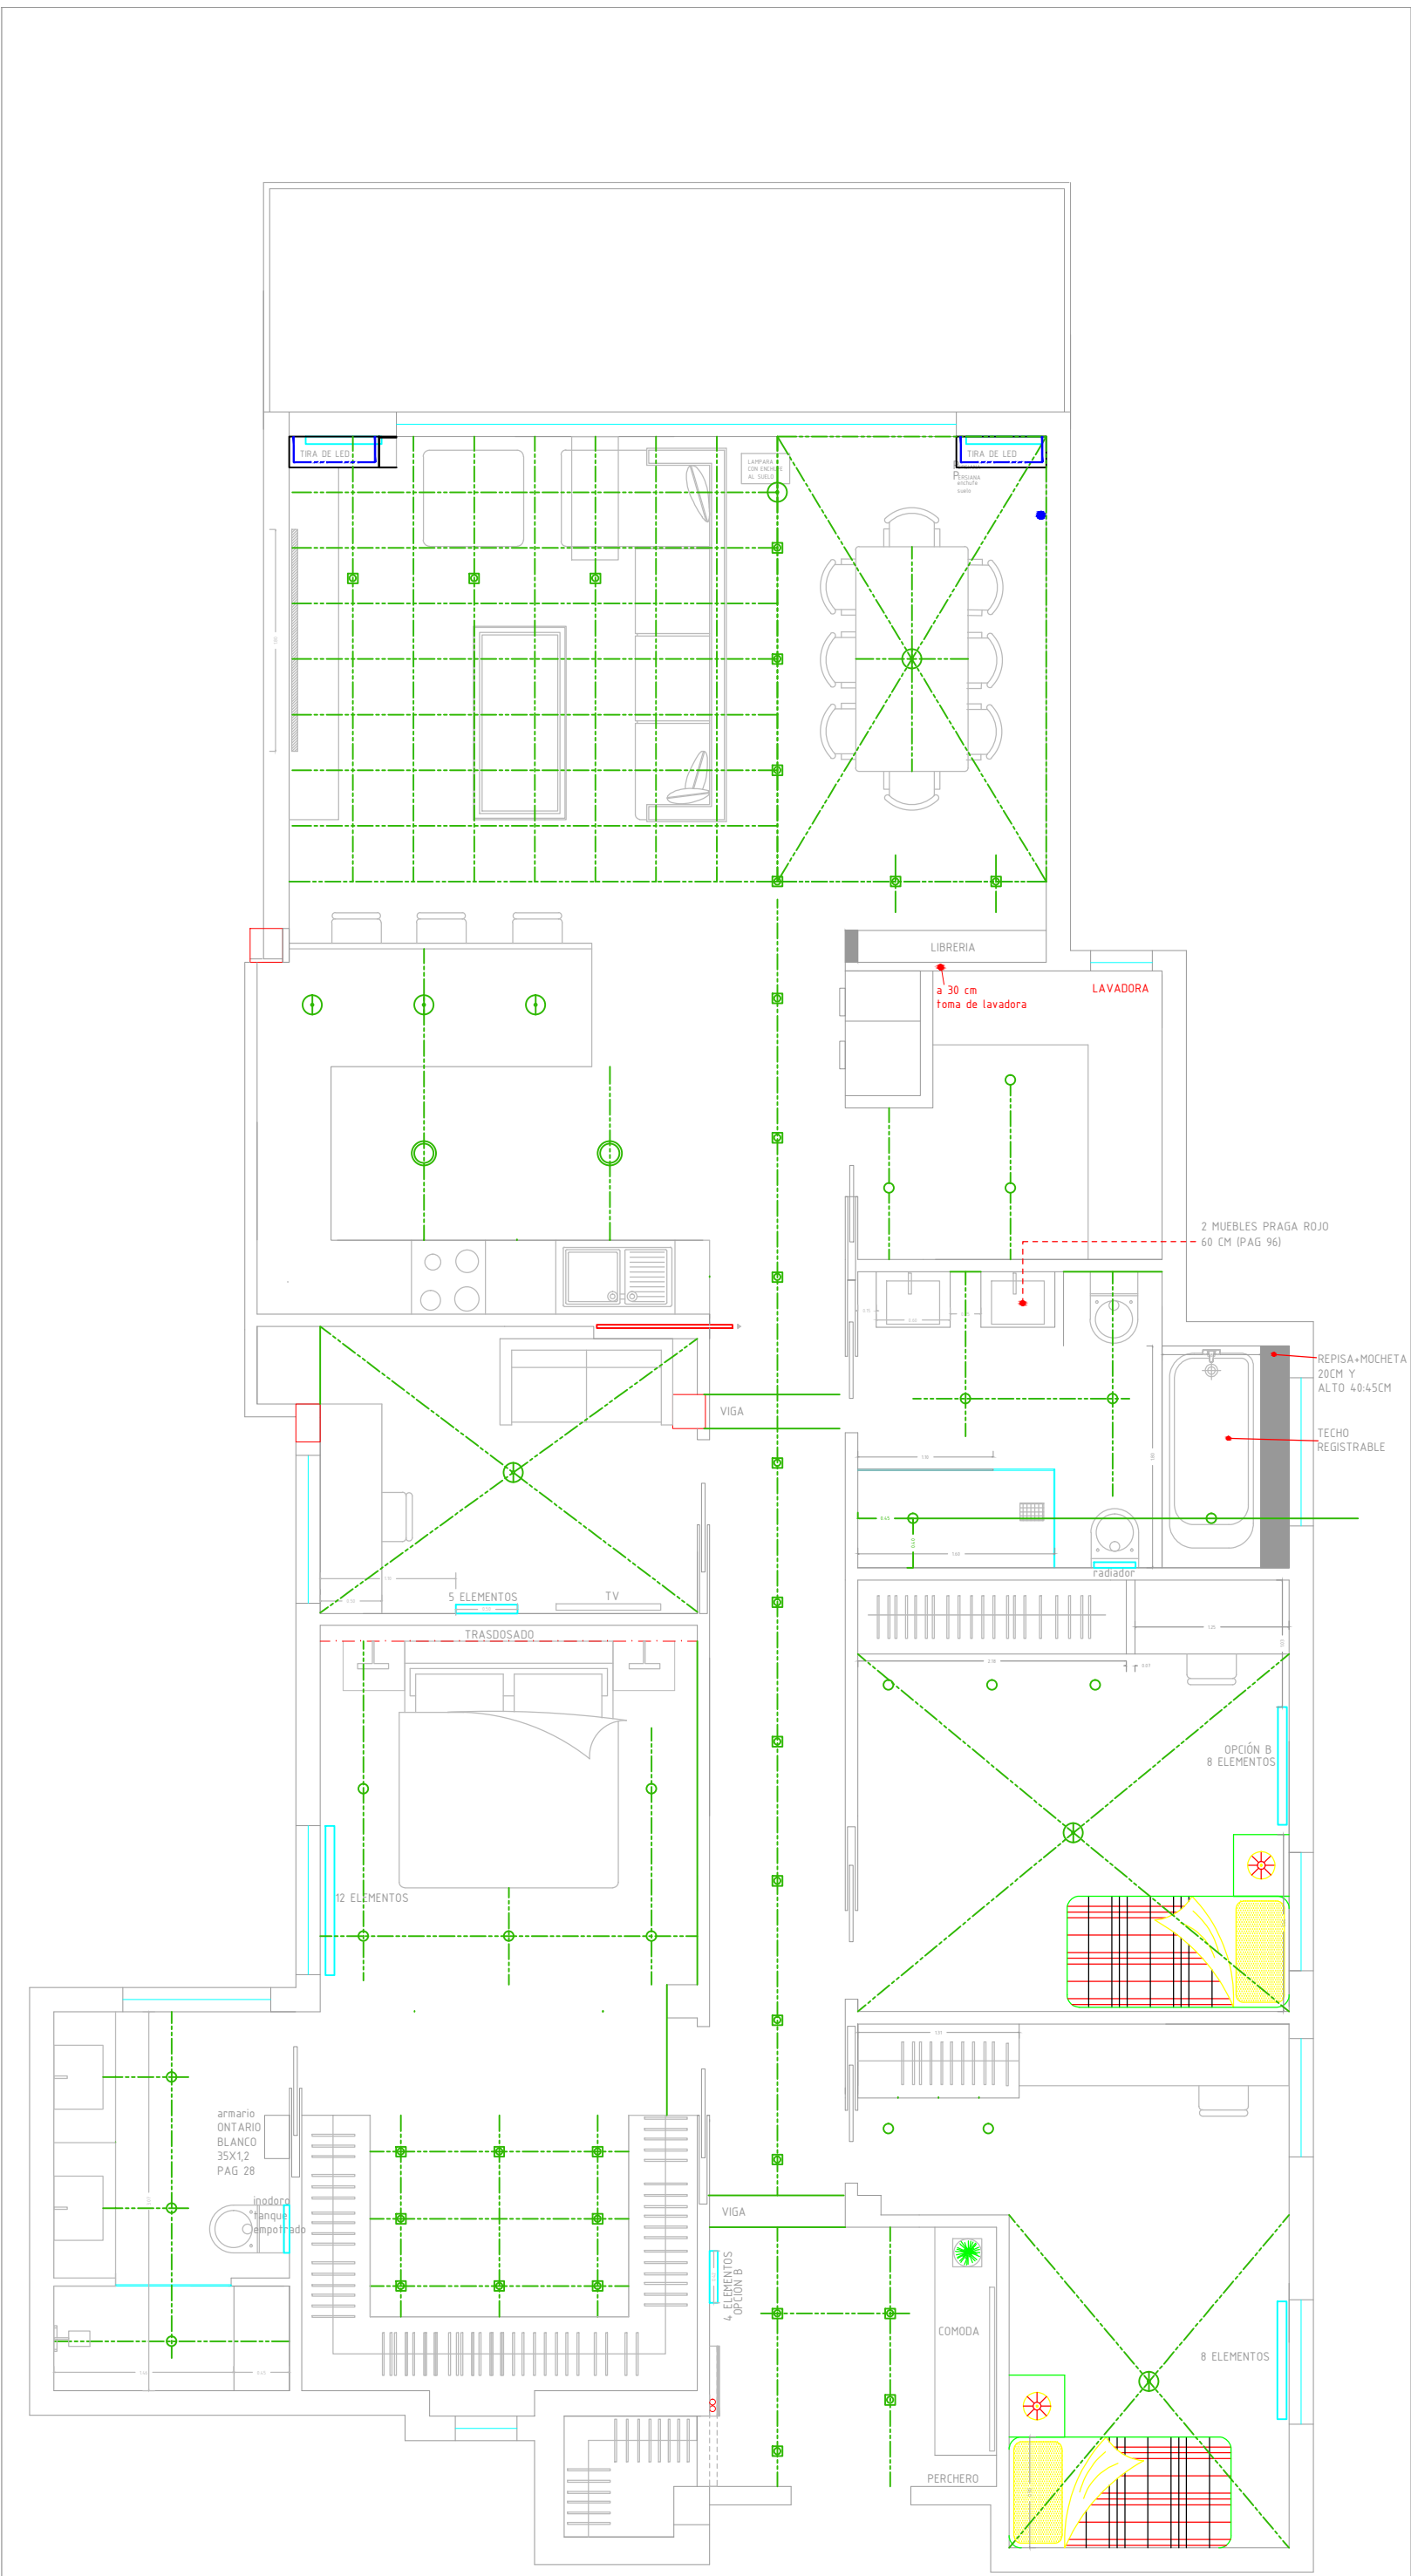 TIRA DE LED
LAMPARA
CON ENCHUFE
AL SUELO
TIRA DE LED
PERSIANA
enchufe
suelo
LIBRERIA
a 30 cm
toma de lavadora
LAVADORA
2 MUEBLES PRAGA ROJO
60 CM (PAG 96)
REPISA+MOCHETA
20CM Y
ALTO 40:45CM
VIGA
TECHO
REGISTRABLE
radiador
5 ELEMENTOS
TV
TRASDOSADO
OPCIÓN B
8 ELEMENTOS
12 ELEMENTOS
armario
ONTARIO
BLANCO
35X1,2
PAG 28
inodoro
tanque
empotrado
VIGA
4 ELEMENTOS
OPCION B
COMODA
8 ELEMENTOS
PERCHERO